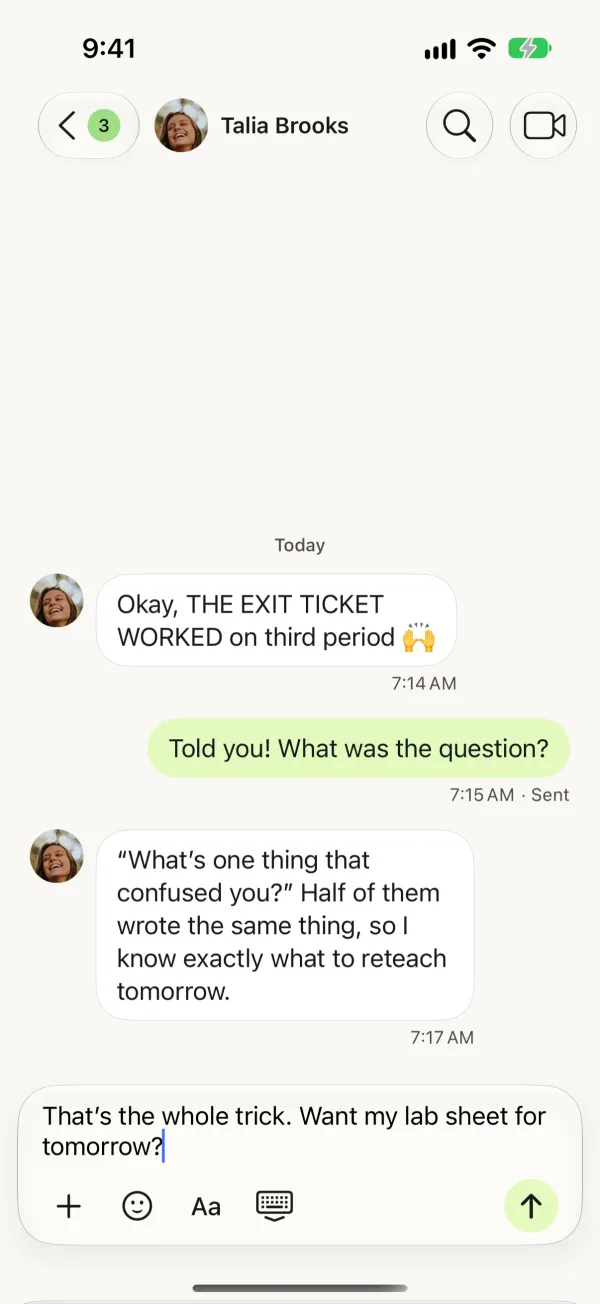 9:41
3
Talia Brooks
Today
Okay, THE EXIT TICKET
WORKED on third period 🙌
7:14 AM
Told you! What was the question?
7:15 AM · Sent
“What’s one thing that
confused you?” Half of them
wrote the same thing, so I
know exactly what to reteach
tomorrow.
7:17 AM
That’s the whole trick. Want my lab sheet for
tomorrow?
Aa